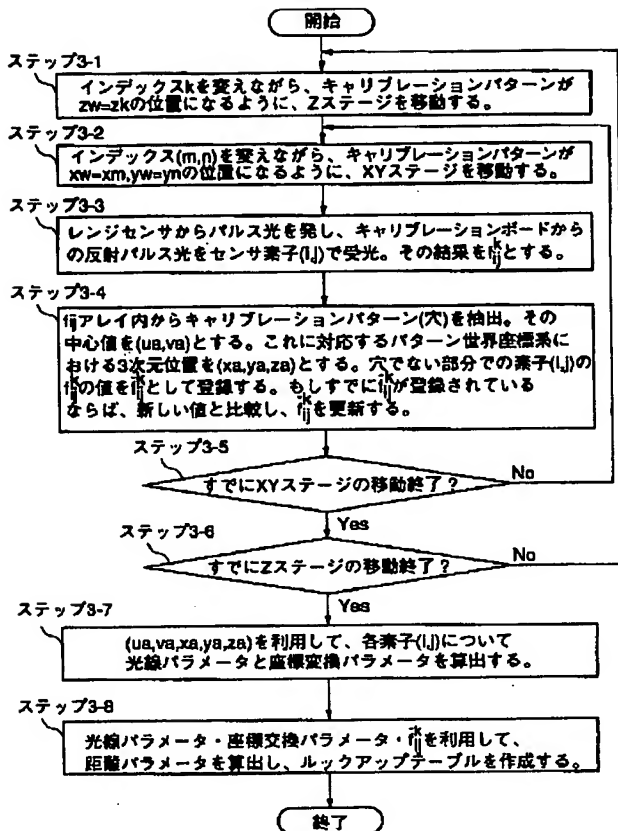 開始
ステップ3-1
インデックスkを変えながら、キャリブレーションパターンが
zw=zkの位置になるように、Zステージを移動する。
ステップ3-2
インデックス(m,n)を変えながら、キャリブレーションパターンが
xw=xm,yw=ynの位置になるように、XYステージを移動する。
ステップ3-3
レンジセンサからパルス光を発し、キャリブレーションボードから
の反射パルス光をセンサ素子(i,j)で受光。その結果をf^k_ijとする。
ステップ3-4
f^k_ijアレイ内からキャリブレーションパターン(穴)を抽出。その
中心値を(ua,va)とする。これに対応するパターン世界座標系に
おける3次元位置を(xa,ya,za)とする。穴でない部分での素子(i,j)の
f^k_ijの値をf̄^k_ijとして登録する。もしすでにf̄^k_ijが登録されている
ならば、新しい値と比較し、f̄^k_ijを更新する。
ステップ3-5
すでにXYステージの移動終了？
No
Yes
ステップ3-6
すでにZステージの移動終了？
No
Yes
ステップ3-7
(ua,va,xa,ya,za)を利用して、各素子(i,j)について
光線パラメータと座標変換パラメータを算出する。
ステップ3-8
光線パラメータ・座標交換パラメータ・f̄^k_ijを利用して、
距離パラメータを算出し、ルックアップテーブルを作成する。
終了